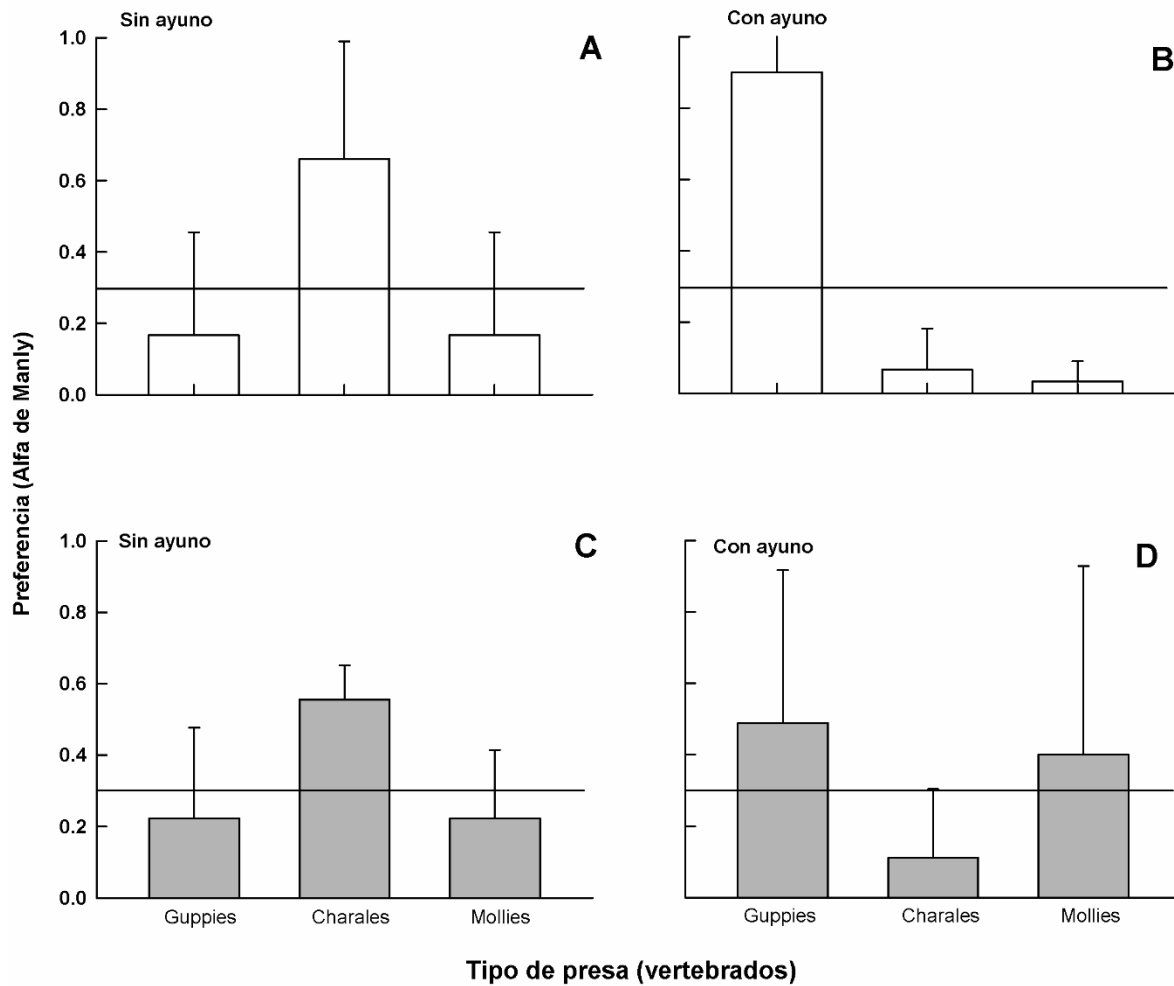 Sin ayuno
A
1.0
0.8
0.6
0.4
0.2
0.0
Con ayuno
B
Preferencia (Alfa de Manly)
Sin ayuno
C
1.0
0.8
0.6
0.4
0.2
0.0
Guppies Charales Mollies
Con ayuno
D
Guppies Charales Mollies
Tipo de presa (vertebrados)